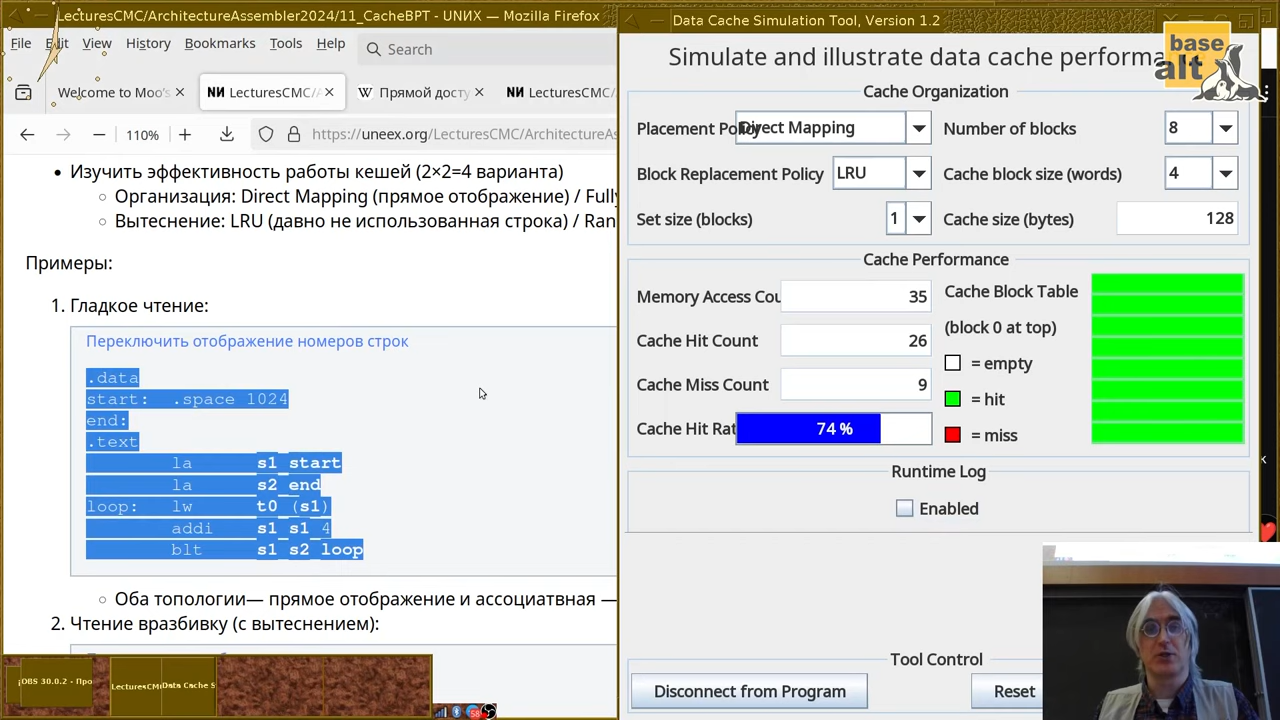 LecturesCMC/ArchitectureAssembler2024/11_CacheBPT - UNИX — Mozilla Firefox
File Edit View History Bookmarks Tools Help
Search
Welcome to Moo's
LecturesCMC/A
Прямой досту
LecturesCMC/
110%
https://uneex.org/LecturesCMC/ArchitectureAs
Изучить эффективность работы кешей (2×2=4 варианта)
Организация: Direct Mapping (прямое отображение) / Fully
Вытеснение: LRU (давно не использованная строка) / Ran
Примеры:
1. Гладкое чтение:
Переключить отображение номеров строк
.data
start: .space 1024
end:
.text
la s1 start
la s2 end
loop: lw t0 (s1)
addi s1 s1 4
blt s1 s2 loop
Оба топологии— прямое отображение и ассоциатвная —
2. Чтение вразбивку (с вытеснением):
¡OBS 30.0.2 - Про
LecturesCM
Data Cache S
Data Cache Simulation Tool, Version 1.2
Simulate and illustrate data cache performa
base
alt
Cache Organization
Placement Policy Direct Mapping
Number of blocks 8
Block Replacement Policy LRU
Cache block size (words) 4
Set size (blocks) 1
Cache size (bytes) 128
Cache Performance
Memory Access Cou 35
Cache Hit Count 26
Cache Miss Count 9
Cache Hit Rat 74 %
Cache Block Table
(block 0 at top)
= empty
= hit
= miss
Runtime Log
Enabled
Tool Control
Disconnect from Program
Reset